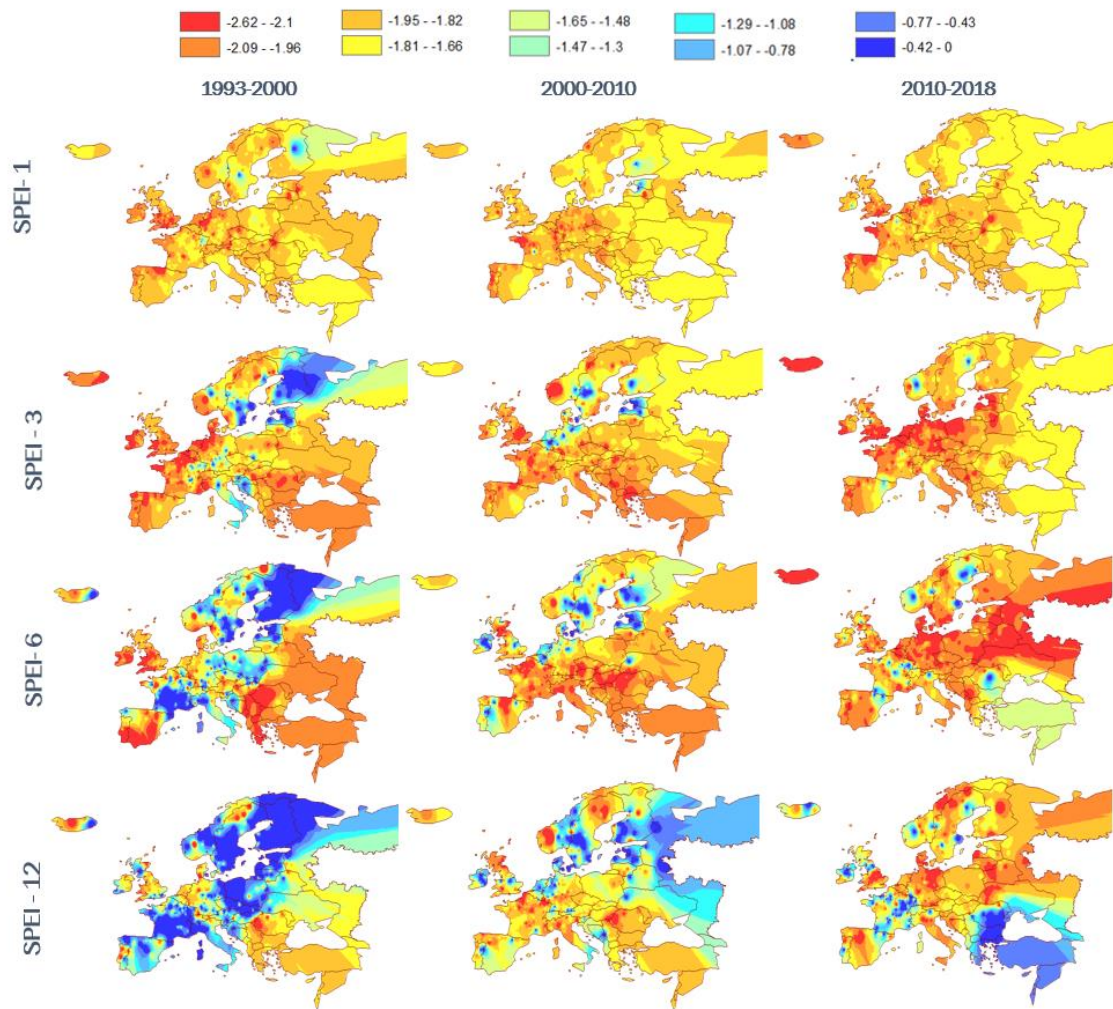 -2.62 - -2.1
-1.95 - -1.82
-1.65 - -1.48
-1.29 - -1.08
-0.77 - -0.43
-2.09 - -1.96
-1.81 - -1.66
-1.47 - -1.3
-1.07 - -0.78
-0.42 - 0
1993-2000
2000-2010
2010-2018
SPEI- 1
SPEI - 3
SPEI- 6
SPEI - 12